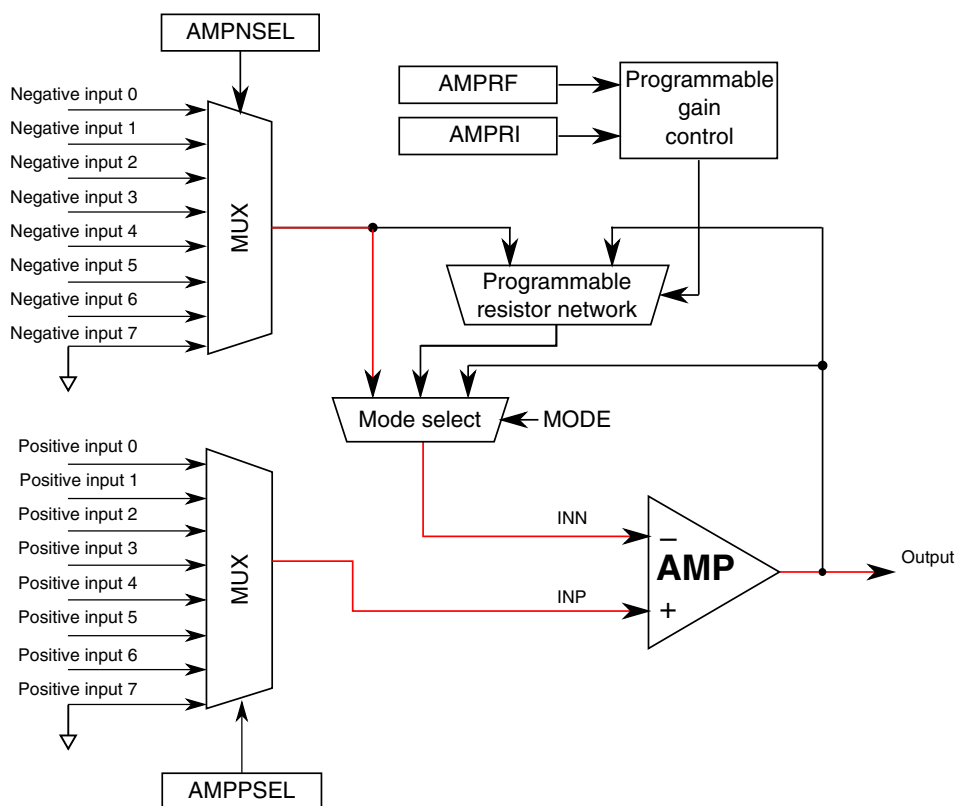 AMPNSEL
Negative input 0
Negative input 1
Negative input 2
Negative input 3
Negative input 4
Negative input 5
Negative input 6
Negative input 7
MUX
AMPRF
AMPRI
Programmable
gain
control
Programmable
resistor network
Mode select
MODE
Positive input 0
Positive input 1
Positive input 2
Positive input 3
Positive input 4
Positive input 5
Positive input 6
Positive input 7
MUX
INN
INP
−
AMP
+
Output
AMPPSEL